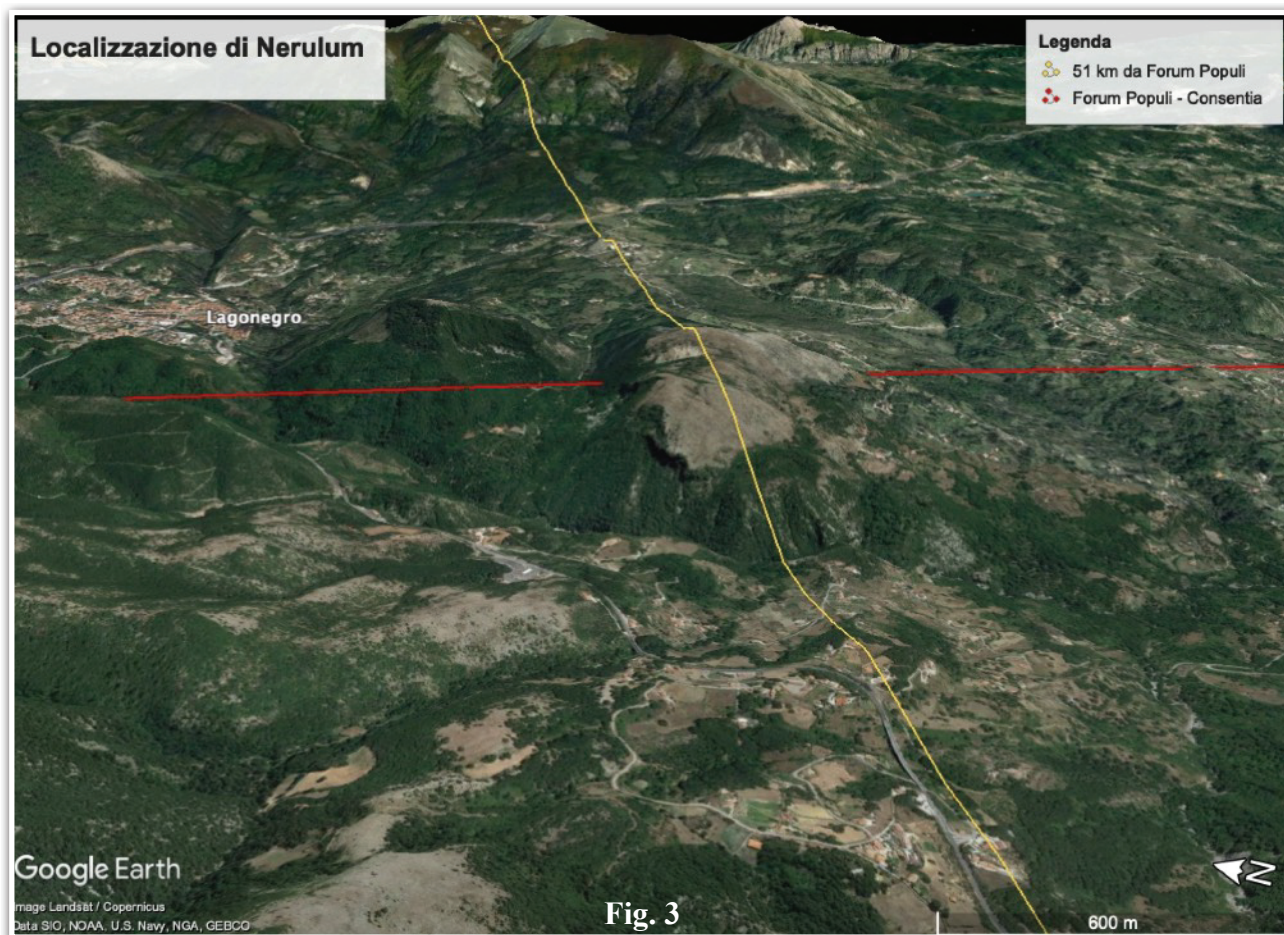 Localizzazione di Nerulum
Legenda
51 km da Forum Populi
Forum Populi - Consentia
Lagonegro
Google Earth
Image Landsat / Copernicus
Data SIO, NOAA, U.S. Navy, NGA, GEBCO
Fig. 3
N
600 m